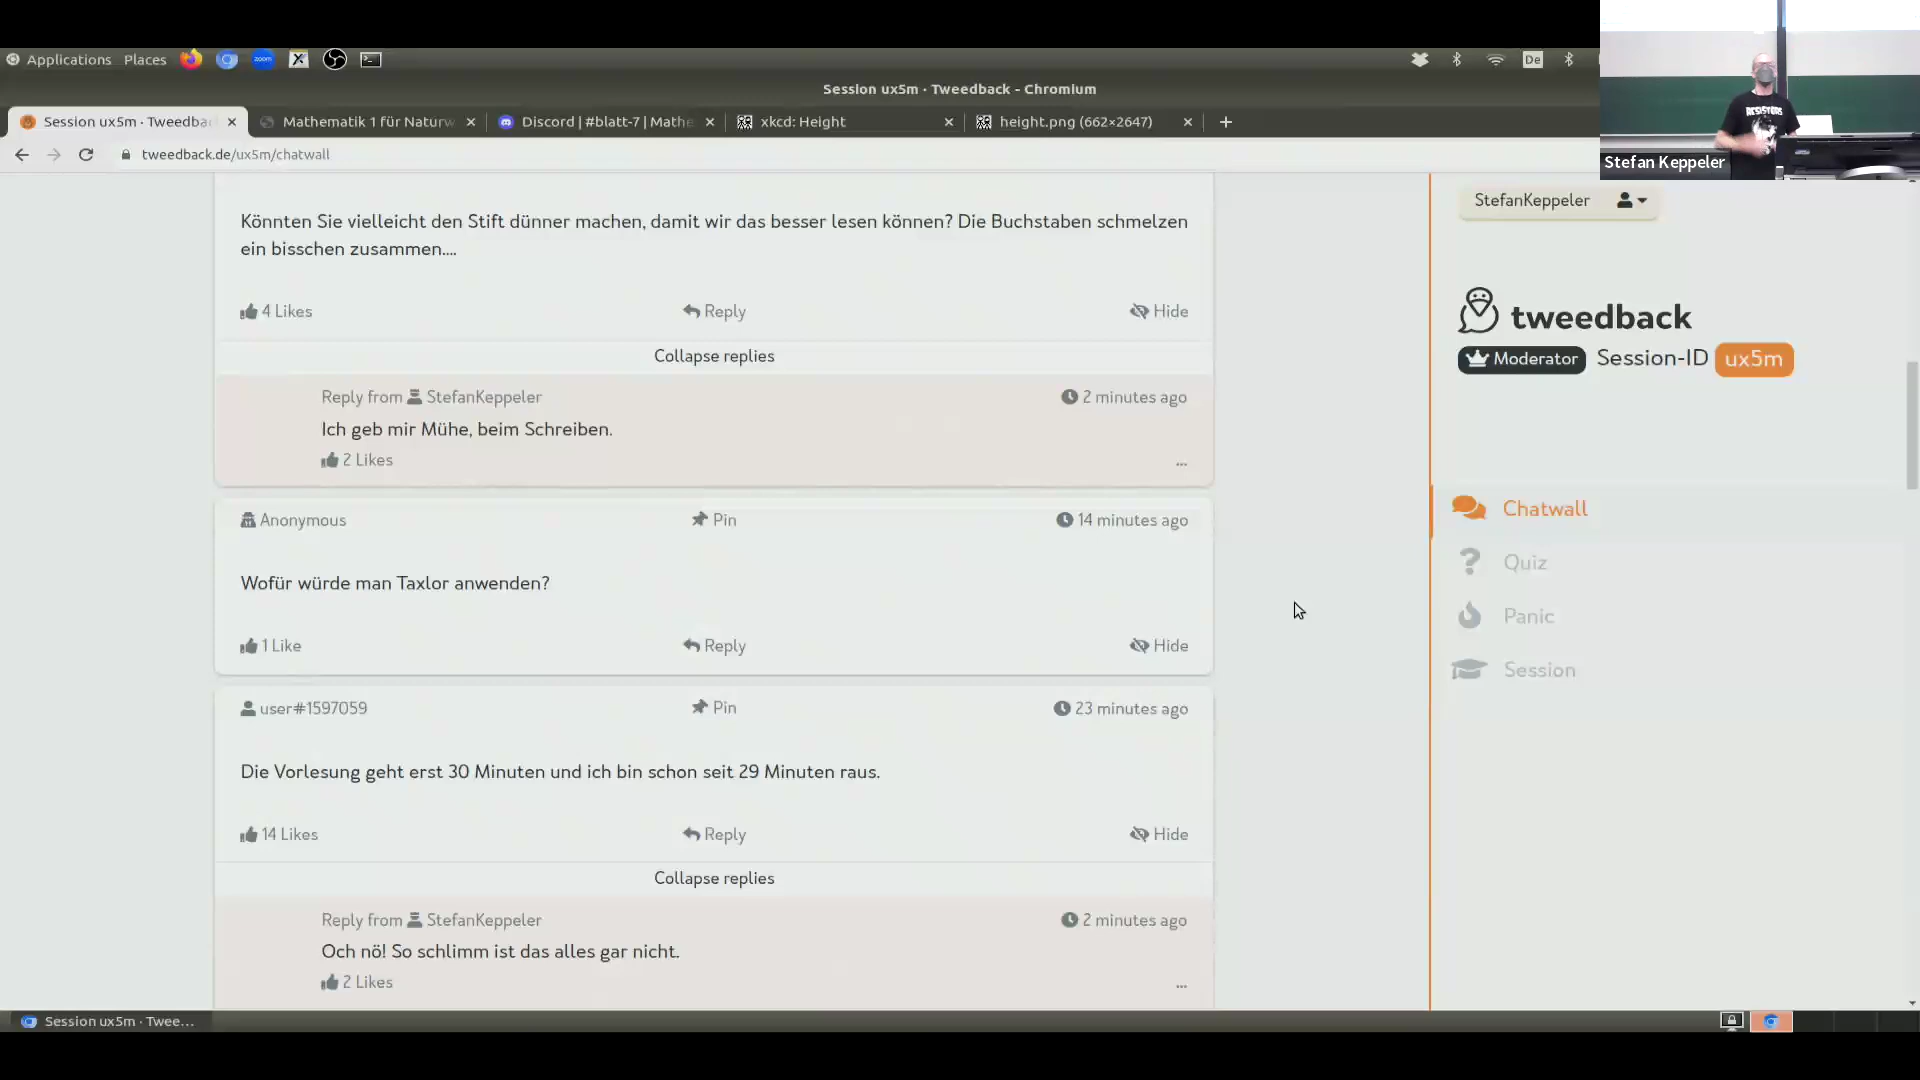 Applications Places zoom De
Session ux5m · Tweedback - Chromium
Session ux5m · Tweedba
Mathematik 1 für Naturw
Discord | #blatt-7 | Mathe
xkcd: Height
height.png (662×2647)
tweedback.de/ux5m/chatwall
RESISTORS
Stefan Keppeler
StefanKeppeler
Könnten Sie vielleicht den Stift dünner machen, damit wir das besser lesen können? Die Buchstaben schmelzen
ein bisschen zusammen....
4 Likes Reply Hide
Collapse replies
Reply from StefanKeppeler 2 minutes ago
Ich geb mir Mühe, beim Schreiben.
2 Likes ...
Anonymous Pin 14 minutes ago
Wofür würde man Taxlor anwenden?
1 Like Reply Hide
user#1597059 Pin 23 minutes ago
Die Vorlesung geht erst 30 Minuten und ich bin schon seit 29 Minuten raus.
14 Likes Reply Hide
Collapse replies
Reply from StefanKeppeler 2 minutes ago
Och nö! So schlimm ist das alles gar nicht.
2 Likes ...
tweedback
Moderator Session-ID ux5m
Chatwall
Quiz
Panic
Session
Session ux5m · Twee...